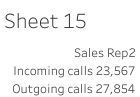 Sheet 15
Sales Rep2
Incoming calls 23,567
Outgoing calls 27,854